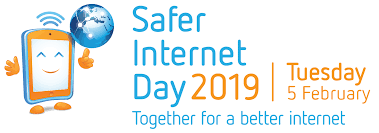 Safer
Internet
Day 2019
Tuesday
5 February
Together for a better internet